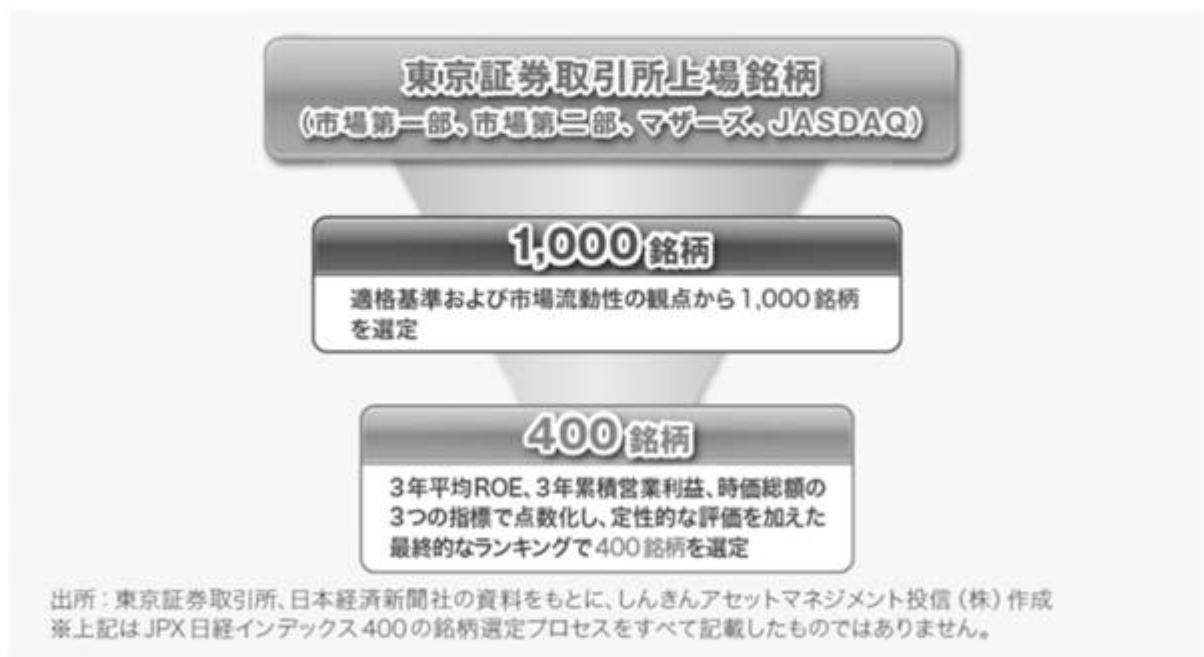 東京証券取引所上場銘柄
(市場第一部、市場第二部、マザーズ、JASDAQ)
1,000銘柄
適格基準および市場流動性の観点から1,000銘柄
を選定
400銘柄
3年平均ROE、3年累積営業利益、時価総額の
3つの指標で点数化し、定性的な評価を加えた
最終的なランキングで400銘柄を選定
出所：東京証券取引所、日本経済新聞社の資料をもとに、しんきんアセットマネジメント投信（株）作成
※上記はJPX日経インデックス400の銘柄選定プロセスをすべて記載したものではありません。